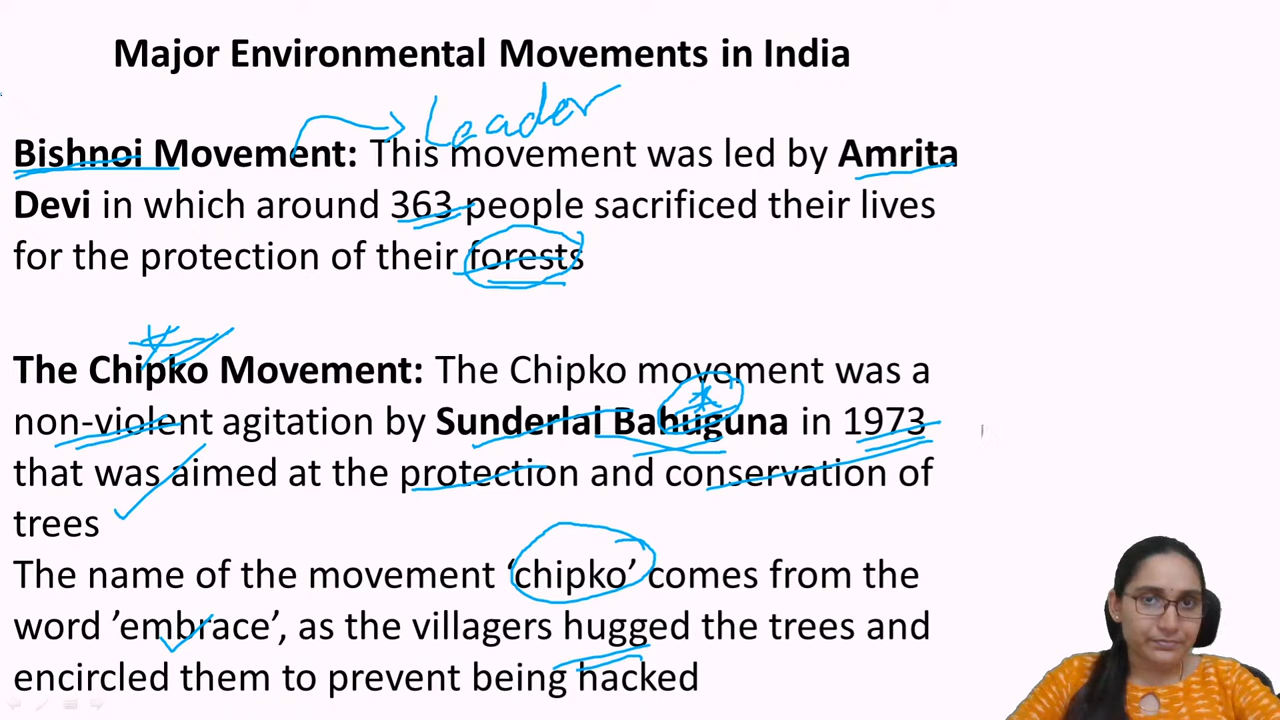 Major Environmental Movements in India
Leader
Bishnoi Movement: This movement was led by Amrita
Devi in which around 363 people sacrificed their lives
for the protection of their forests
The Chipko Movement: The Chipko movement was a
non-violent agitation by Sunderlal Bahuguna in 1973
that was aimed at the protection and conservation of
trees
The name of the movement ‘chipko’ comes from the
word ’embrace’, as the villagers hugged the trees and
encircled them to prevent being hacked